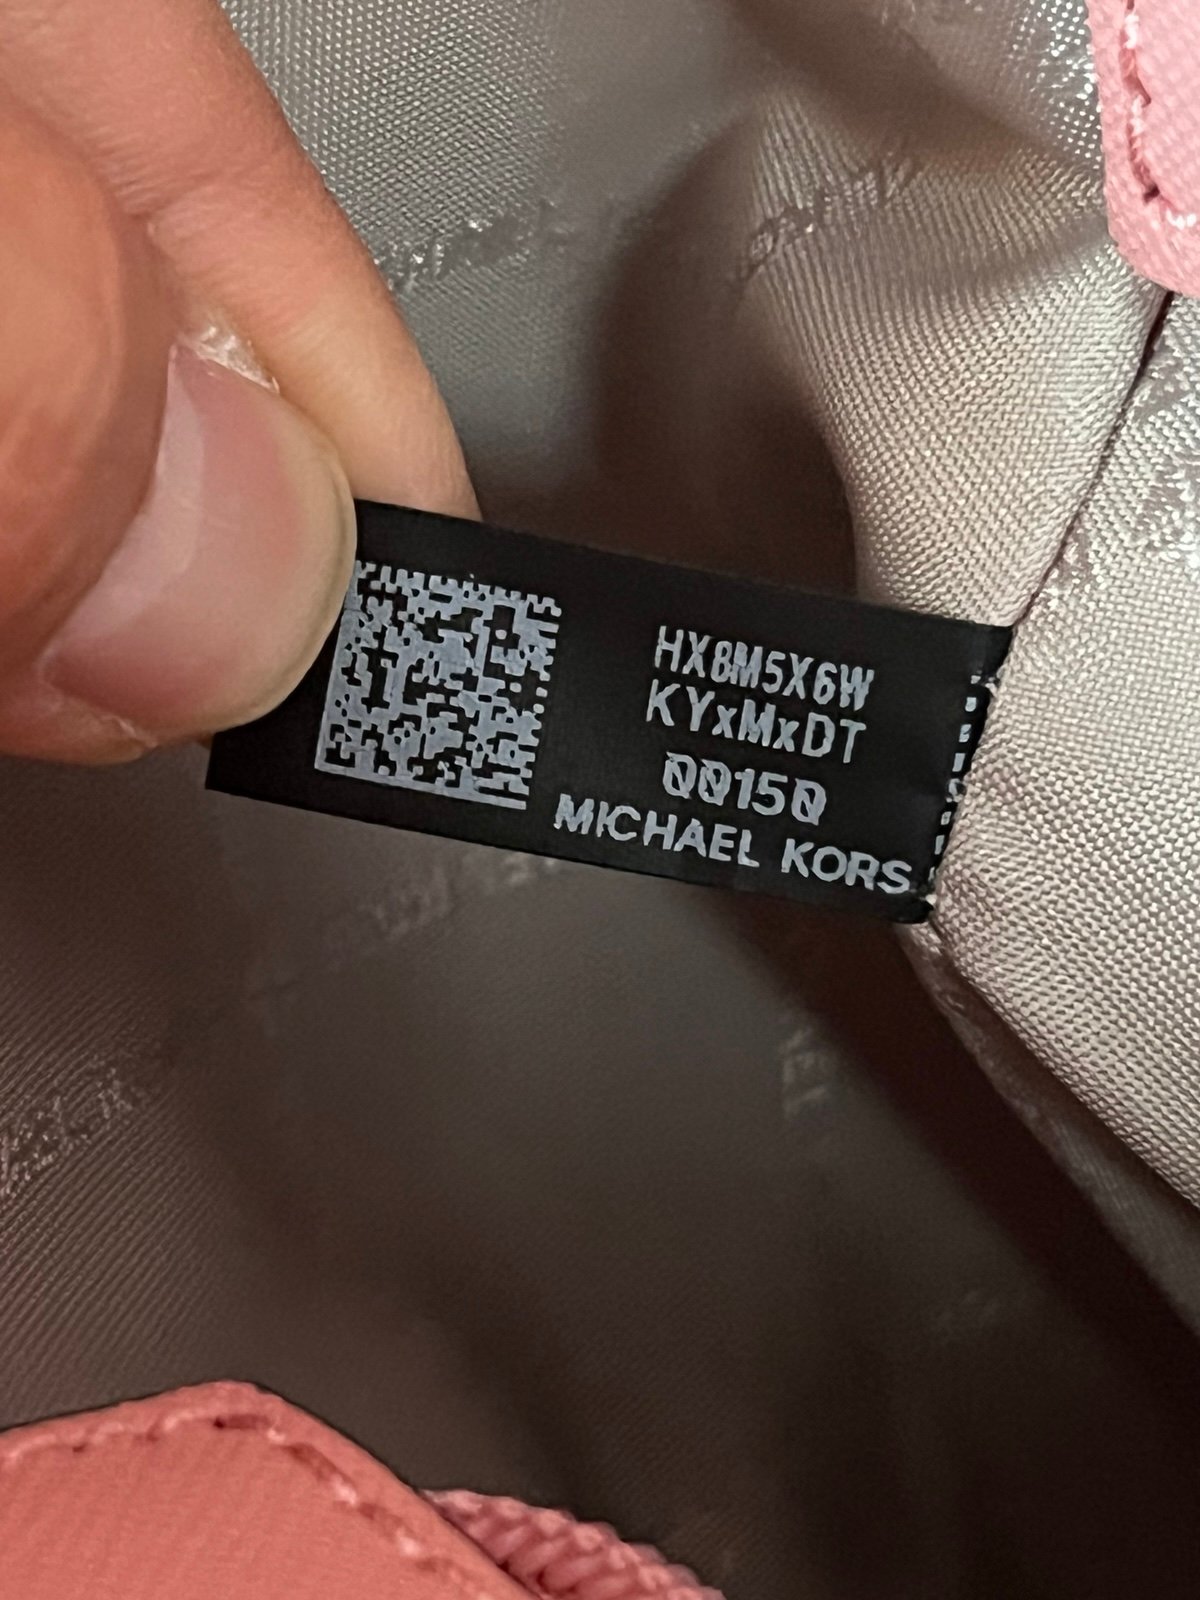 HX8M5X6W
KYxMxDT
00150
MICHAEL KORS